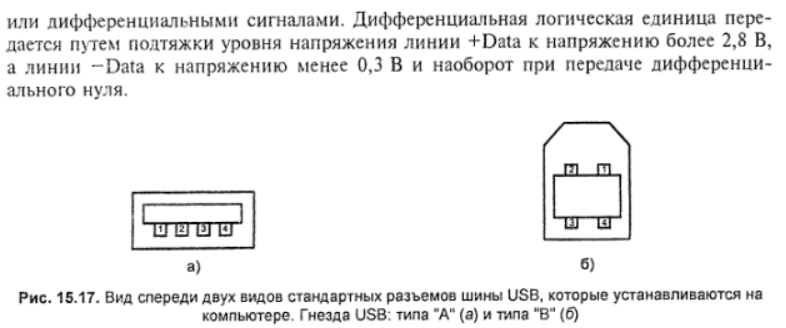 или дифференциальными сигналами. Дифференциальная логическая единица пере-
дается путем подтяжки уровня напряжения линии +Data к напряжению более 2,8 В,
а линии −Data к напряжению менее 0,3 В и наоборот при передаче дифференци-
ального нуля.
2 1
1 2 3 4
3 4
а) б)
Рис. 15.17. Вид спереди двух видов стандартных разъемов шины USB, которые устанавливаются на
компьютере. Гнезда USB: типа "А" (а) и типа "В" (б)